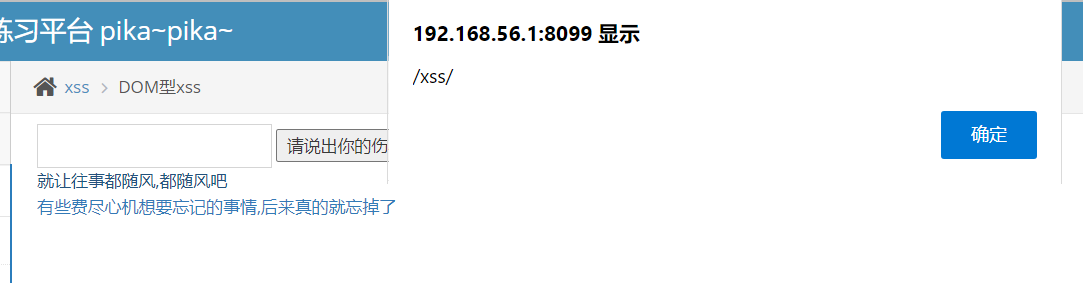 练习平台 pika~pika~
192.168.56.1:8099 显示
/xss/
确定
xss > DOM型xss
请说出你的伤
就让往事都随风,都随风吧
有些费尽心机想要忘记的事情,后来真的就忘掉了